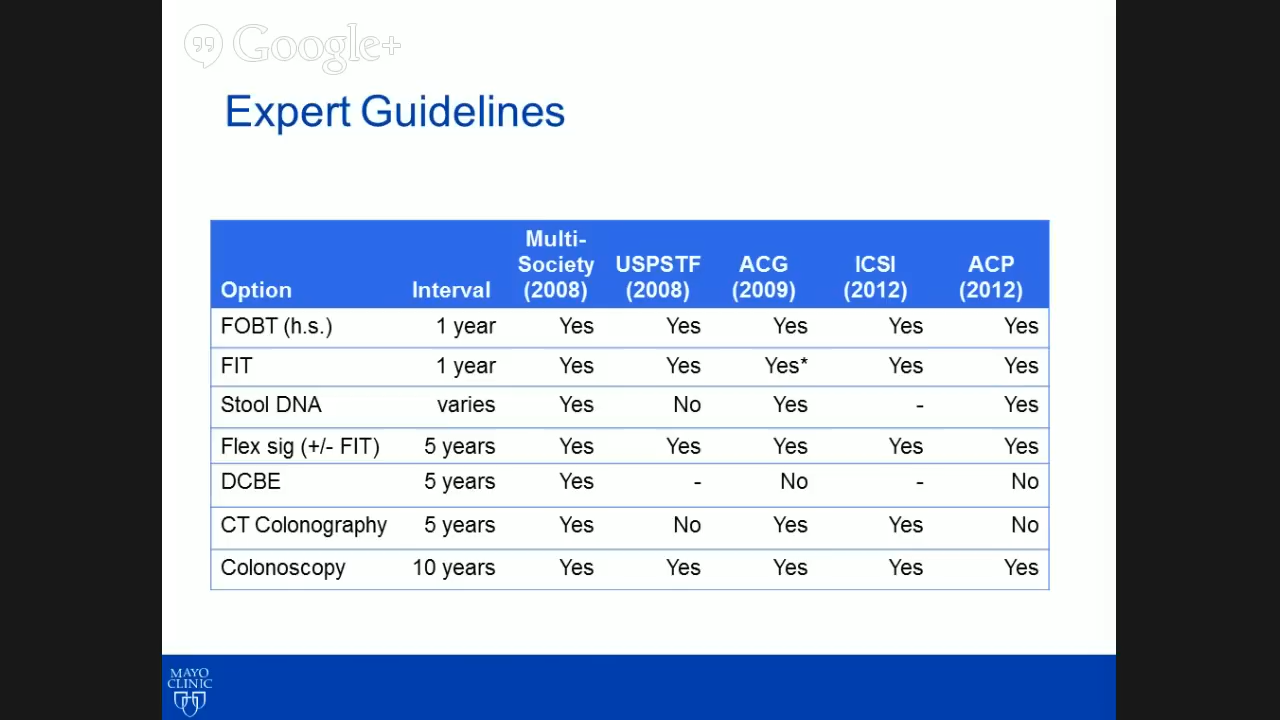 Google+
Expert Guidelines
Option Interval Multi-Society (2008) USPSTF (2008) ACG (2009) ICSI (2012) ACP (2012)
FOBT (h.s.) 1 year Yes Yes Yes Yes Yes
FIT 1 year Yes Yes Yes* Yes Yes
Stool DNA varies Yes No Yes - Yes
Flex sig (+/- FIT) 5 years Yes Yes Yes Yes Yes
DCBE 5 years Yes - No - No
CT Colonography 5 years Yes No Yes Yes No
Colonoscopy 10 years Yes Yes Yes Yes Yes
MAYO
CLINIC